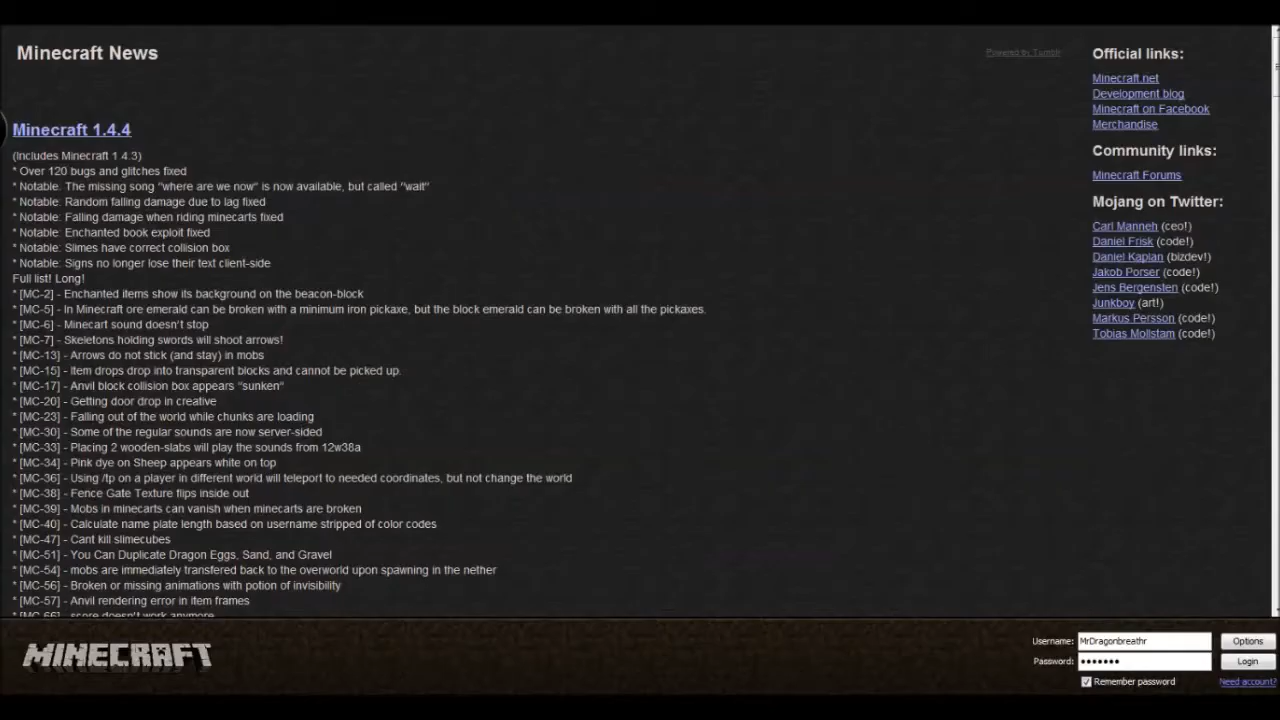 Minecraft News
Powered by Tumblr
Minecraft 1.4.4
(Includes Minecraft 1 4.3)
* Over 120 bugs and glitches fixed
* Notable: The missing song "where are we now" is now available, but called "wait"
* Notable: Random falling damage due to lag fixed
* Notable: Falling damage when riding minecarts fixed
* Notable: Enchanted book exploit fixed
* Notable: Slimes have correct collision box
* Notable: Signs no longer lose their text client-side
Full list! Long!
* [MC-2] - Enchanted items show its background on the beacon-block
* [MC-5] - In Minecraft ore emerald can be broken with a minimum iron pickaxe, but the block emerald can be broken with all the pickaxes.
* [MC-6] - Minecart sound doesn't stop
* [MC-7] - Skeletons holding swords will shoot arrows!
* [MC-13] - Arrows do not stick (and stay) in mobs
* [MC-15] - Item drops drop into transparent blocks and cannot be picked up.
* [MC-17] - Anvil block collision box appears "sunken"
* [MC-20] - Getting door drop in creative
* [MC-23] - Falling out of the world while chunks are loading
* [MC-30] - Some of the regular sounds are now server-sided
* [MC-33] - Placing 2 wooden-slabs will play the sounds from 12w38a
* [MC-34] - Pink dye on Sheep appears white on top
* [MC-36] - Using /tp on a player in different world will teleport to needed coordinates, but not change the world
* [MC-38] - Fence Gate Texture flips inside out
* [MC-39] - Mobs in minecarts can vanish when minecarts are broken
* [MC-40] - Calculate name plate length based on username stripped of color codes
* [MC-47] - Cant kill slimecubes
* [MC-51] - You Can Duplicate Dragon Eggs, Sand, and Gravel
* [MC-54] - mobs are immediately transfered back to the overworld upon spawning in the nether
* [MC-56] - Broken or missing animations with potion of invisibility
* [MC-57] - Anvil rendering error in item frames
* [MC-66] - score doesn't work anymore
Official links:
Minecraft.net
Development blog
Minecraft on Facebook
Merchandise
Community links:
Minecraft Forums
Mojang on Twitter:
Carl Manneh (ceo!)
Daniel Frisk (code!)
Daniel Kaplan (bizdev!)
Jakob Porser (code!)
Jens Bergensten (code!)
Junkboy (art!)
Markus Persson (code!)
Tobias Mollstam (code!)
MINECRAFT
Username: MrDragonbreathr
Options
Password: •••••••
Login
Remember password
Need account?